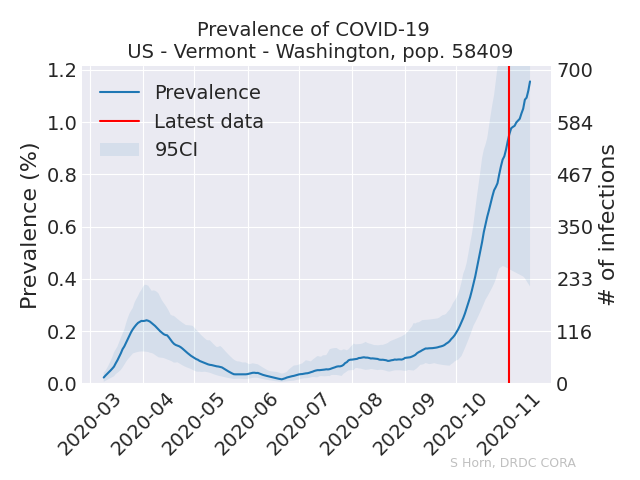 Prevalence of COVID-19
US - Vermont - Washington, pop. 58409
Prevalence
Latest data
95CI
Prevalence (%)
1.2
1.0
0.8
0.6
0.4
0.2
0.0
# of infections
700
584
467
350
233
116
0
2020-03
2020-04
2020-05
2020-06
2020-07
2020-08
2020-09
2020-10
2020-11
S Horn, DRDC CORA